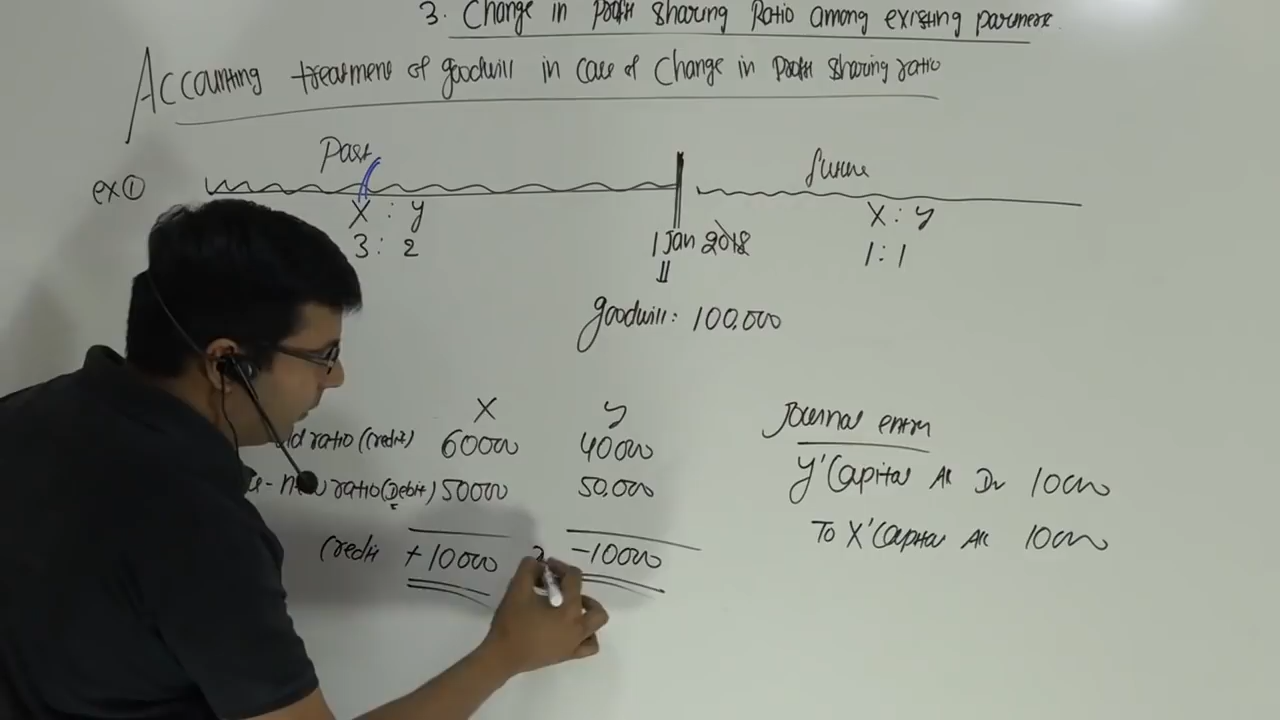 3. Change in Profit Sharing Ratio among existing partners.
Accounting treatment of goodwill in case of Change in Profit sharing ratio
Past
future
ex①
X : Y
3 : 2
1 Jan 2018
X : Y
1 : 1
goodwill: 100,000
X Y
old ratio (credit) 60000 40000
new ratio (Debit) 50000 50,000
Credit +10000 -10000
Journal entry
Y'Capital A/c Dr 10000
To X'Capital A/c 10000